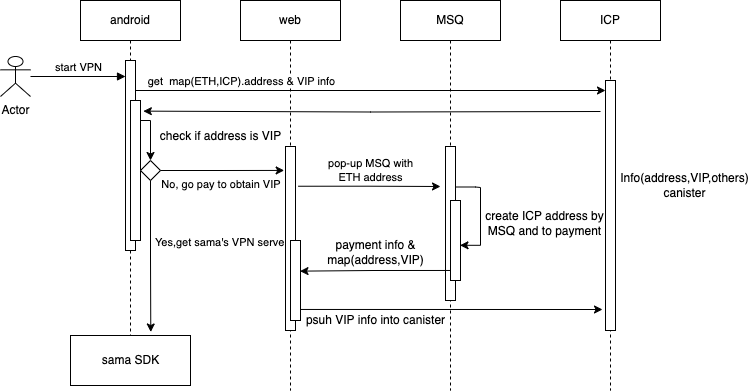 android
web
MSQ
ICP
start VPN
Actor
get  map(ETH,ICP).address & VIP info
check if address is VIP
No, go pay to obtain VIP
pop-up MSQ with
ETH address
Info(address,VIP,others)
canister
create ICP address by
MSQ and to payment
Yes,get sama's VPN serve
payment info &
map(address,VIP)
psuh VIP info into canister
sama SDK